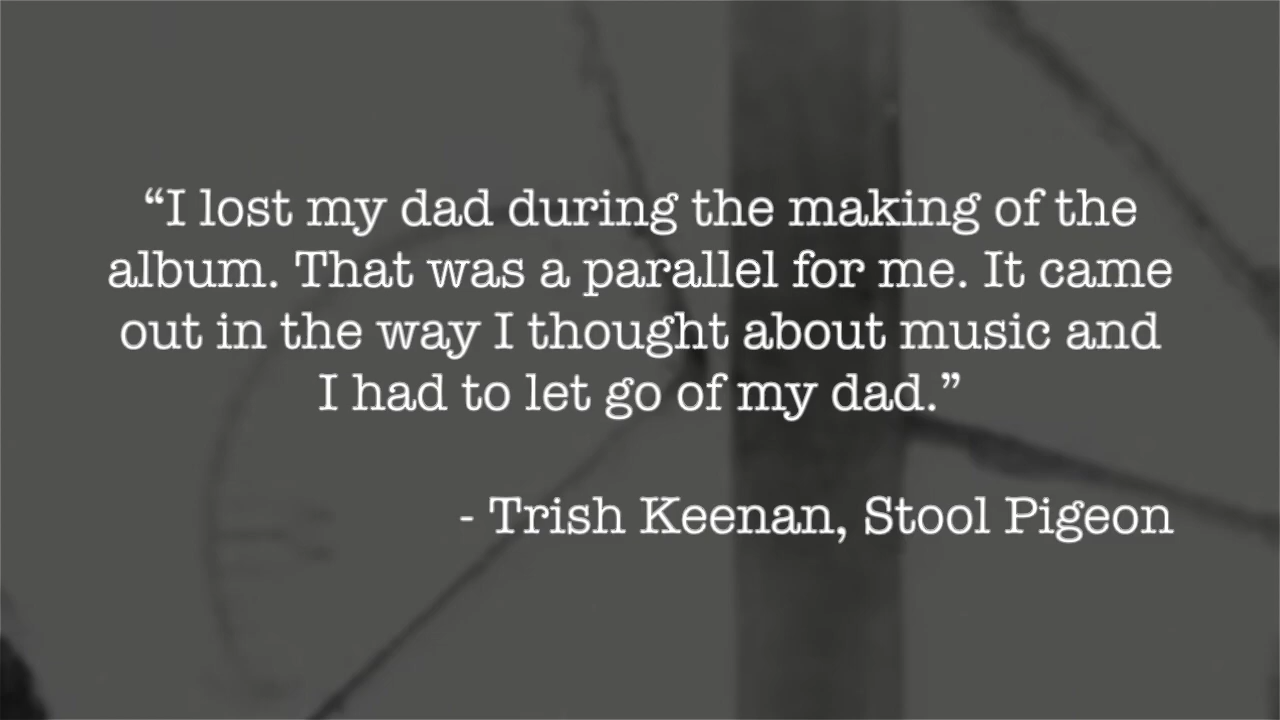 “I lost my dad during the making of the
album. That was a parallel for me. It came
out in the way I thought about music and
I had to let go of my dad.”
- Trish Keenan, Stool Pigeon